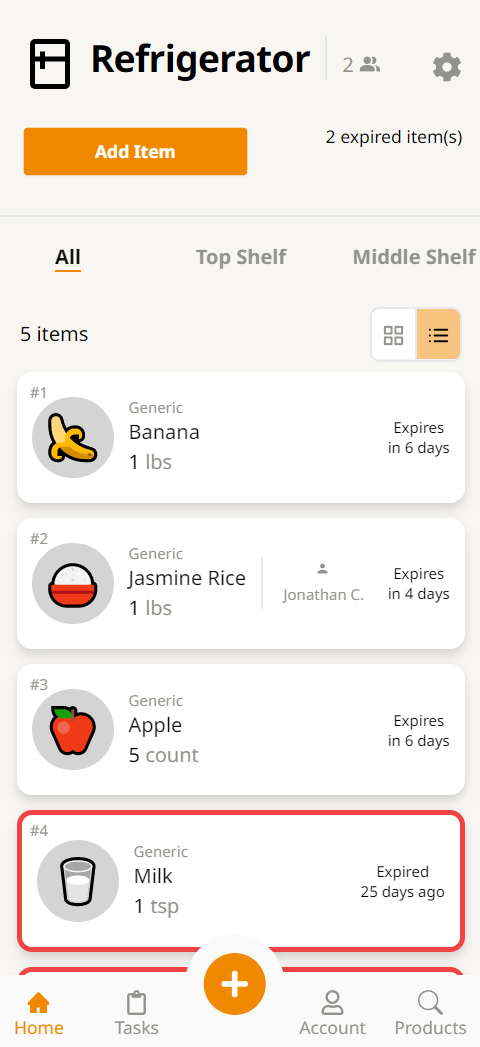 Refrigerator
2
Add Item
2 expired item(s)
All
Top Shelf
Middle Shelf
5 items
#1
Generic
Banana
1 lbs
Expires
in 6 days
#2
Generic
Jasmine Rice
1 lbs
Jonathan C.
Expires
in 4 days
#3
Generic
Apple
5 count
Expires
in 6 days
#4
Generic
Milk
1 tsp
Expired
25 days ago
Home
Tasks
Account
Products